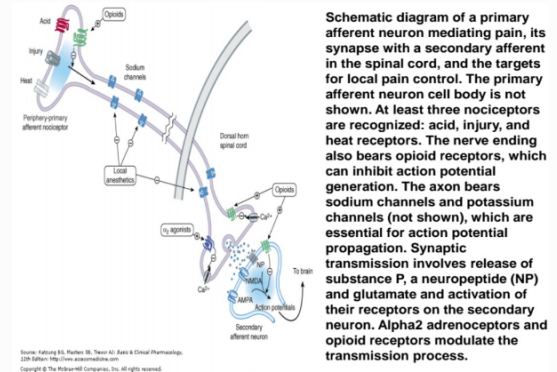 Acid
Opioids
Injury
Heat
Sodium
channels
Periphery-primary
afferent nociceptor
Dorsal horn
spinal cord
Local
anesthetics
Opioids
Ca²⁺
α₂ agonists
NP
To brain
Ca²⁺
NMDA
AMPA
Action potentials
Secondary
afferent neuron
Source: Katzung BG, Masters SB, Trevor AJ: Basic & Clinical Pharmacology,
12th Edition: http://www.accessmedicine.com
Copyright © The McGraw-Hill Companies, Inc. All rights reserved.
Schematic diagram of a primary
afferent neuron mediating pain, its
synapse with a secondary afferent
in the spinal cord, and the targets
for local pain control. The primary
afferent neuron cell body is not
shown. At least three nociceptors
are recognized: acid, injury, and
heat receptors. The nerve ending
also bears opioid receptors, which
can inhibit action potential
generation. The axon bears
sodium channels and potassium
channels (not shown), which are
essential for action potential
propagation. Synaptic
transmission involves release of
substance P, a neuropeptide (NP)
and glutamate and activation of
their receptors on the secondary
neuron. Alpha2 adrenoceptors and
opioid receptors modulate the
transmission process.